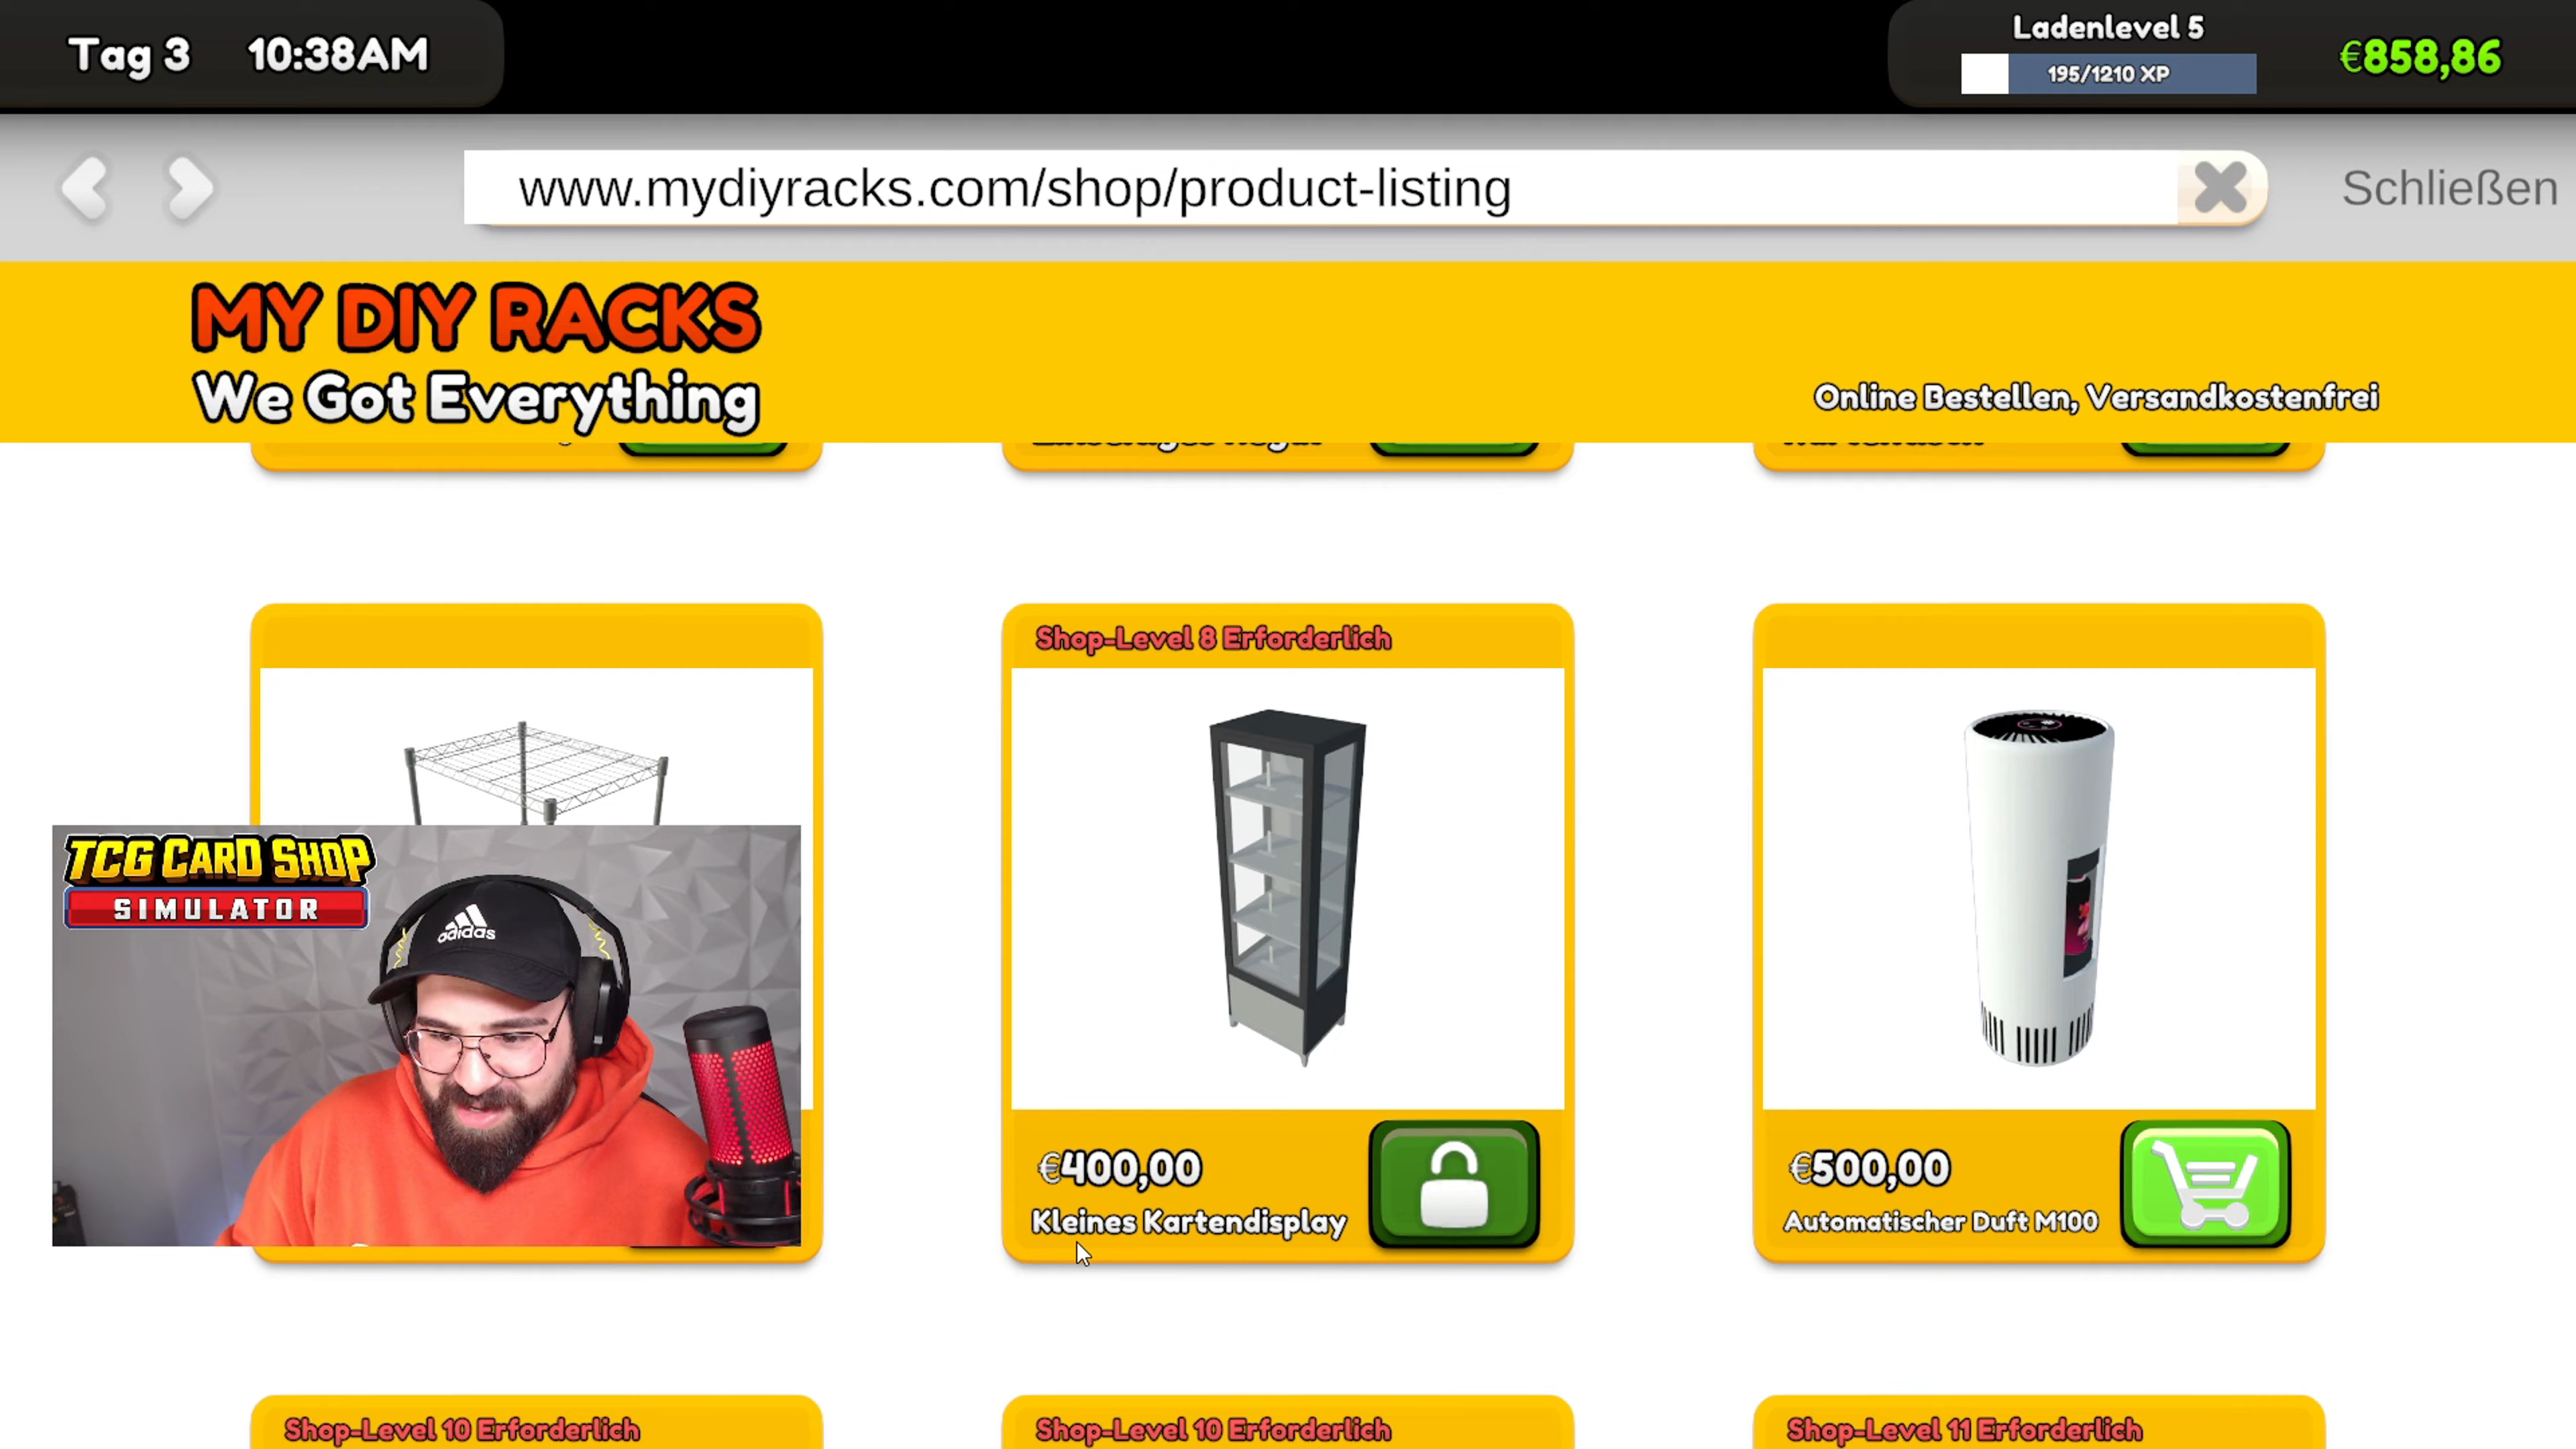 Tag 3 10:38AM
Ladenlevel 5
195/1210 XP
€858,86
www.mydiyracks.com/shop/product-listing
Schließen
MY DIY RACKS
We Got Everything
Online Bestellen, Versandkostenfrei
Shop-Level 8 Erforderlich
TCG CARD SHOP
SIMULATOR
adidas
€400,00
Kleines Kartendisplay
€500,00
Automatischer Duft M100
Shop-Level 10 Erforderlich
Shop-Level 10 Erforderlich
Shop-Level 11 Erforderlich